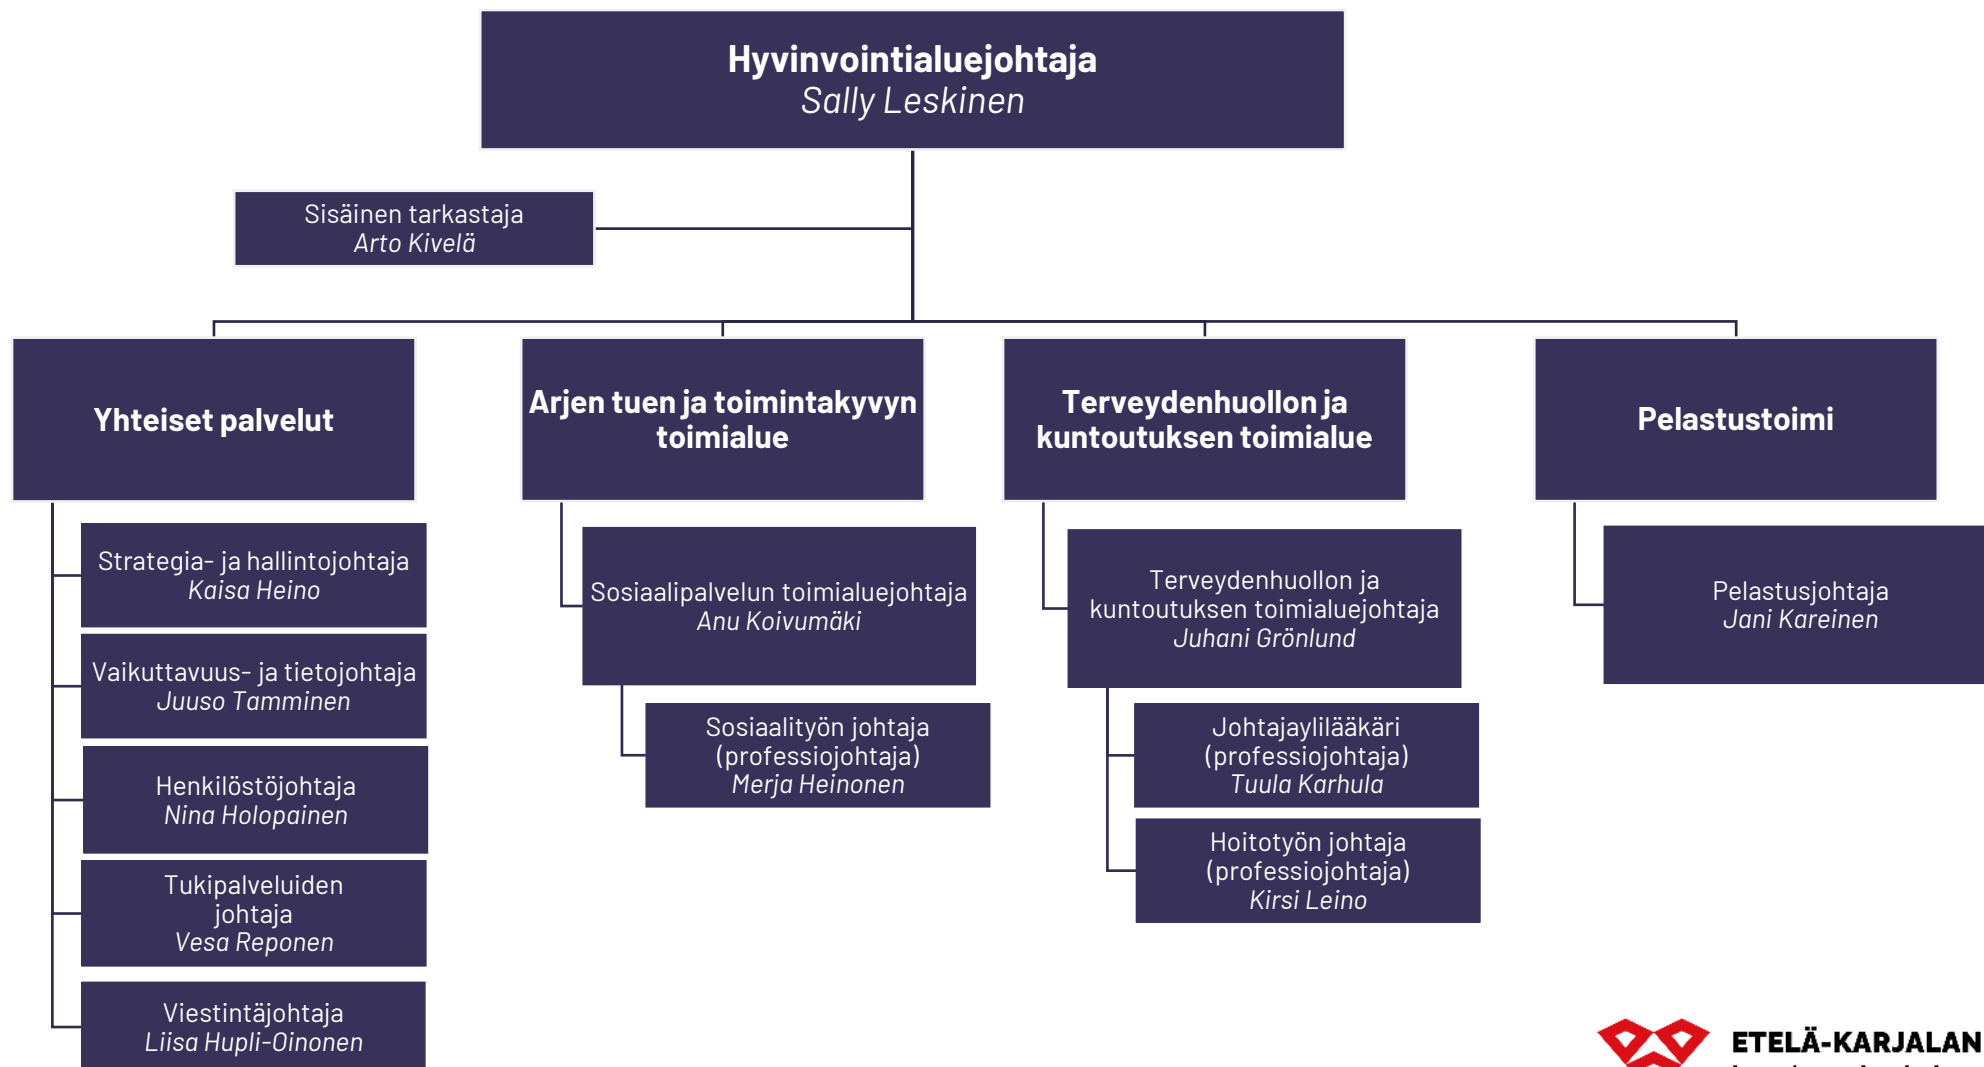 Hyvinvointialuejohtaja
Sally Leskinen
Sisäinen tarkastaja
Arto Kivelä
Yhteiset palvelut
Strategia- ja hallintojohtaja
Kaisa Heino
Vaikuttavuus- ja tietojohtaja
Juuso Tamminen
Henkilöstöjohtaja
Nina Holopainen
Tukipalveluiden
johtaja
Vesa Reponen
Viestintäjohtaja
Liisa Hupli-Oinonen
Arjen tuen ja toimintakyvyn
toimialue
Sosiaalipalvelun toimialuejohtaja
Anu Koivumäki
Sosiaalityön johtaja
(professiojohtaja)
Merja Heinonen
Terveydenhuollon ja
kuntoutuksen toimialue
Terveydenhuollon ja
kuntoutuksen toimialuejohtaja
Juhani Grönlund
Johtajaylilääkäri
(professiojohtaja)
Tuula Karhula
Hoitotyön johtaja
(professiojohtaja)
Kirsi Leino
Pelastustoimi
Pelastusjohtaja
Jani Kareinen
ETELÄ-KARJALAN